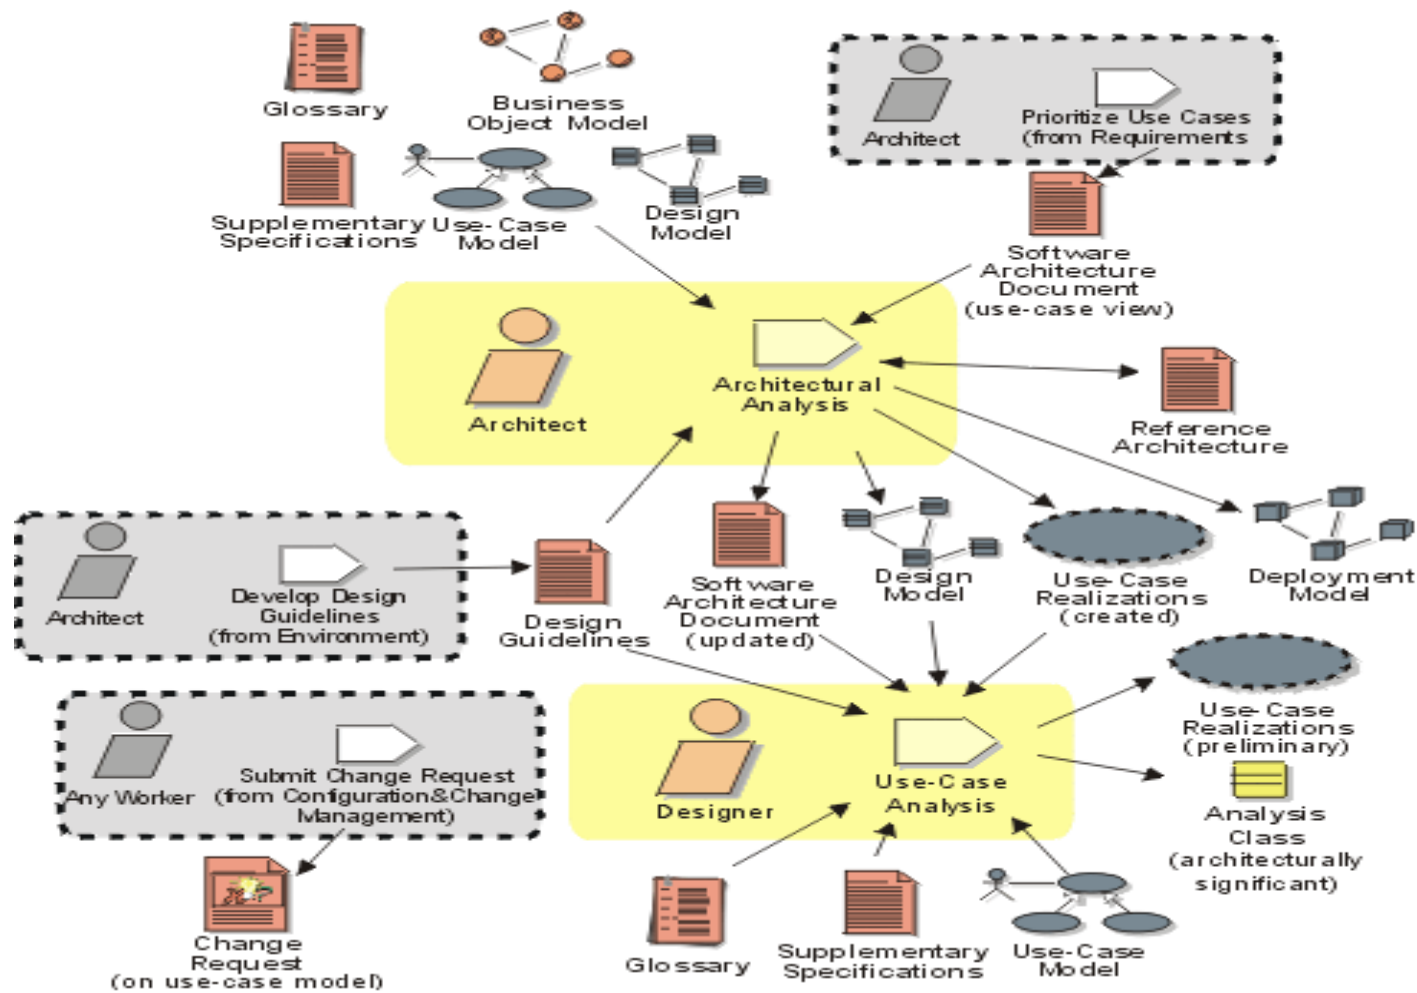 Glossary
Business
Object Model
Architect
Prioritize Use Cases
(from Requirements
Supplementary
Specifications
Use-Case
Model
Design
Model
Software
Architecture
Document
(use-case view)
Architect
Architectural
Analysis
Reference
Architecture
Architect
Develop Design
Guidelines
(from Environment)
Design
Guidelines
Software
Architecture
Document
(updated)
Design
Model
Use-Case
Realizations
(created)
Deployment
Model
Any Worker
Submit Change Request
(from Configuration&Change
Management)
Designer
Use-Case
Analysis
Use-Case
Realizations
(preliminary)
Analysis
Class
(architecturally
significant)
Change
Request
(on use-case model)
Glossary
Supplementary
Specifications
Use-Case
Model